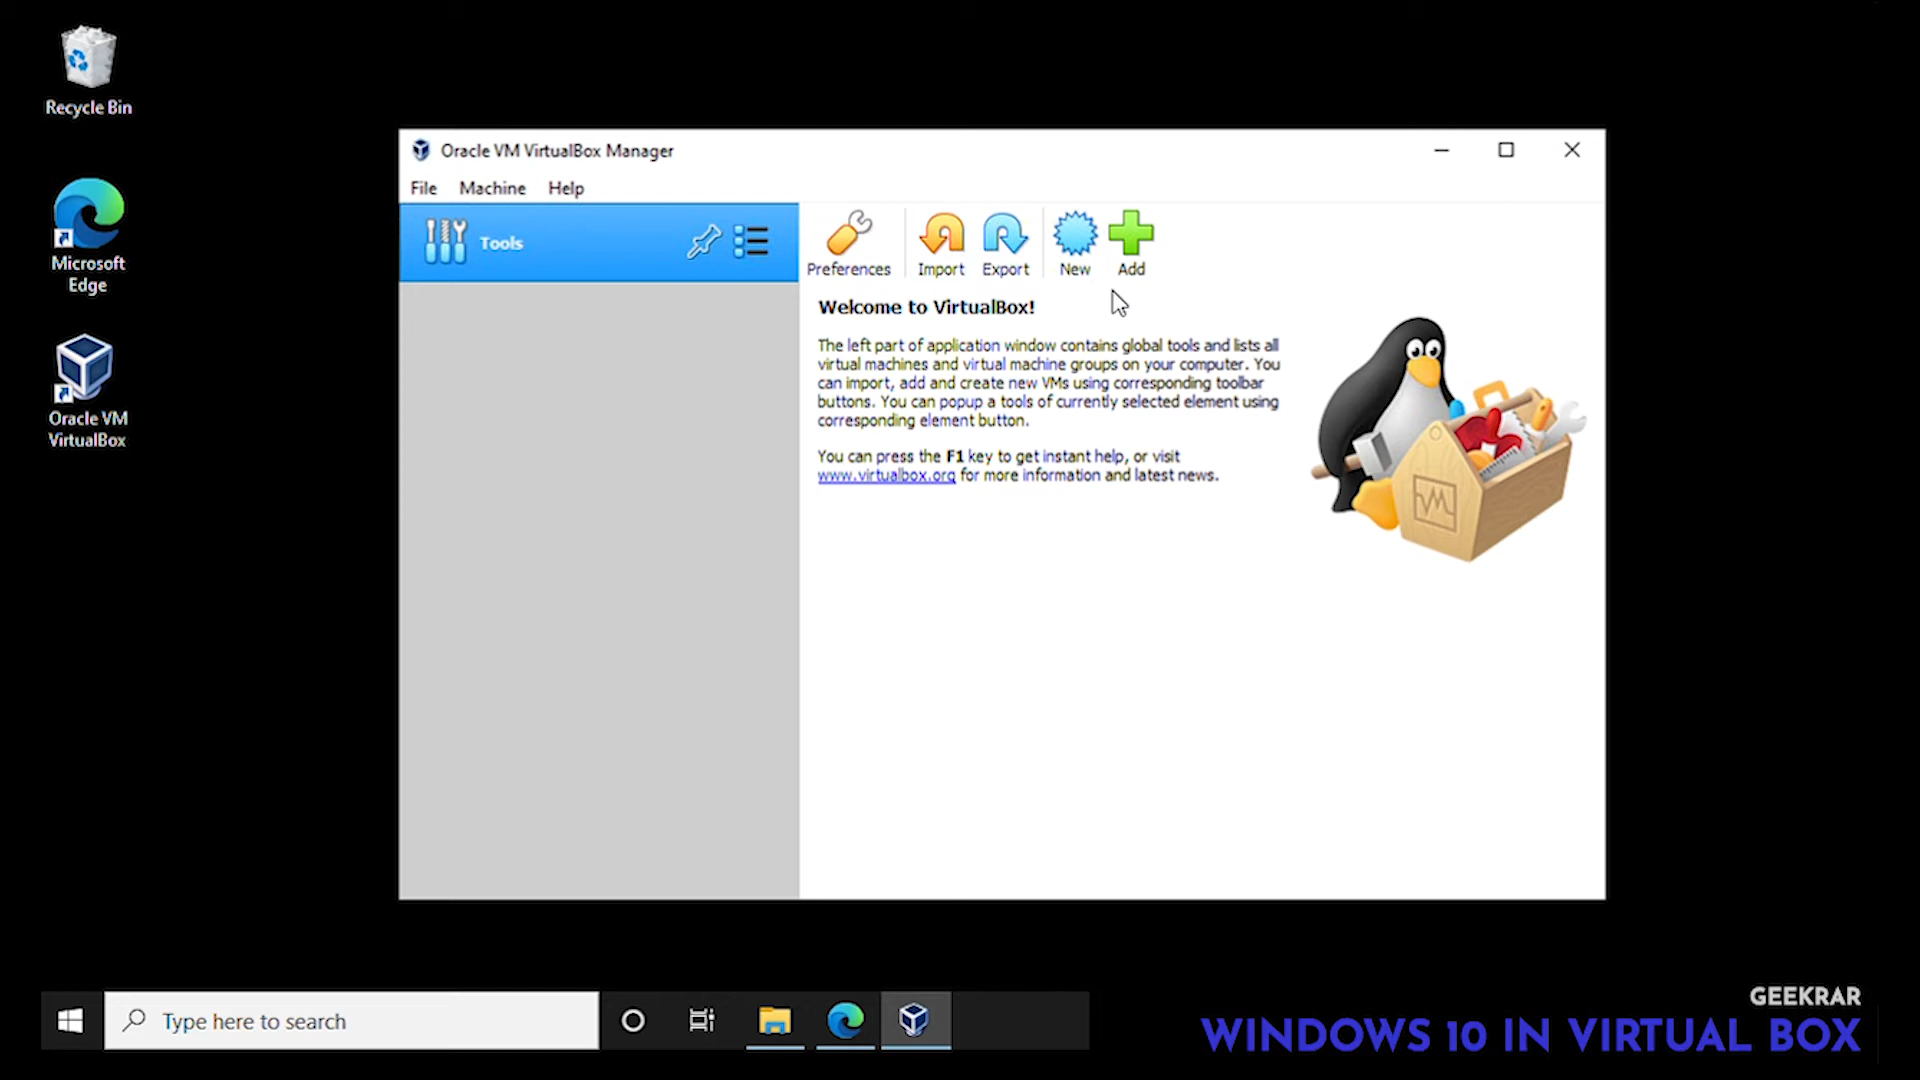 Recycle Bin
Microsoft
Edge
Oracle VM
VirtualBox
Oracle VM VirtualBox Manager
File Machine Help
Tools
Preferences Import Export New Add
Welcome to VirtualBox!
The left part of application window contains global tools and lists all
virtual machines and virtual machine groups on your computer. You
can import, add and create new VMs using corresponding toolbar
buttons. You can popup a tools of currently selected element using
corresponding element button.
You can press the F1 key to get instant help, or visit
www.virtualbox.org for more information and latest news.
Type here to search
GEEKRAR
WINDOWS 10 IN VIRTUAL BOX